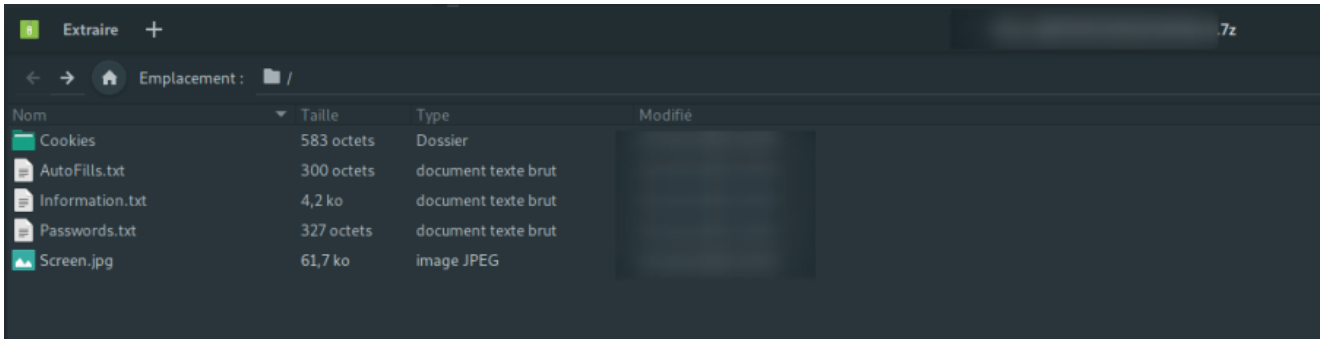 Extraire + .7z
Emplacement : /
Nom Taille Type Modifié
Cookies 583 octets Dossier
AutoFills.txt 300 octets document texte brut
Information.txt 4,2 ko document texte brut
Passwords.txt 327 octets document texte brut
Screen.jpg 61,7 ko image JPEG